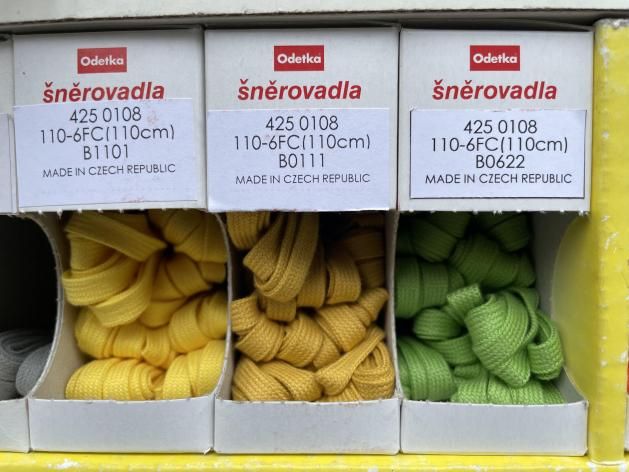 Odetka
šněrovadla
425 0108
110-6FC(110cm)
B1101
MADE IN CZECH REPUBLIC
Odetka
šněrovadla
425 0108
110-6FC(110cm)
B0111
MADE IN CZECH REPUBLIC
Odetka
šněrovadla
425 0108
110-6FC(110cm)
B0622
MADE IN CZECH REPUBLIC